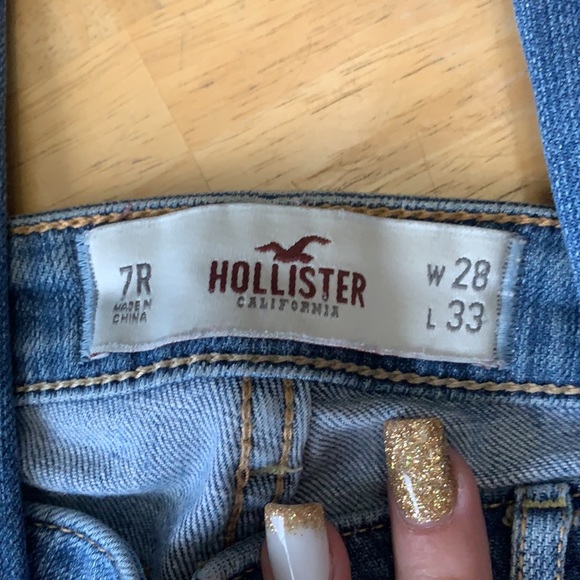 7R
MADE IN
CHINA
HOLLISTER
CALIFORNIA
W 28
L 33